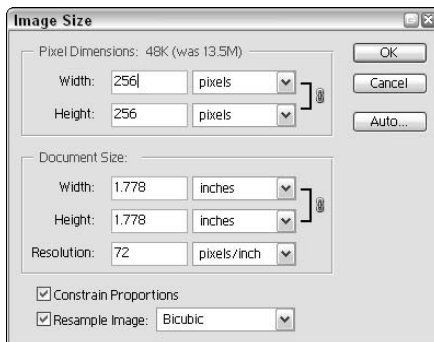 Image Size
Pixel Dimensions: 48K (was 13.5M)
Width: 256 pixels
Height: 256 pixels
OK
Cancel
Auto...
Document Size:
Width: 1.778 inches
Height: 1.778 inches
Resolution: 72 pixels/inch
Constrain Proportions
Resample Image: Bicubic